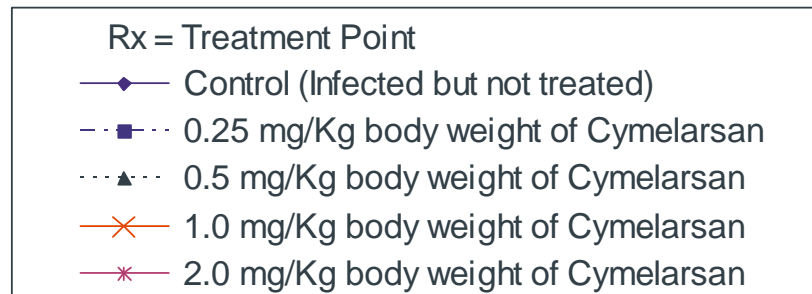 Rx = Treatment Point
Control (Infected but not treated)
0.25 mg/Kg body weight of Cymelarsan
0.5 mg/Kg body weight of Cymelarsan
1.0 mg/Kg body weight of Cymelarsan
2.0 mg/Kg body weight of Cymelarsan